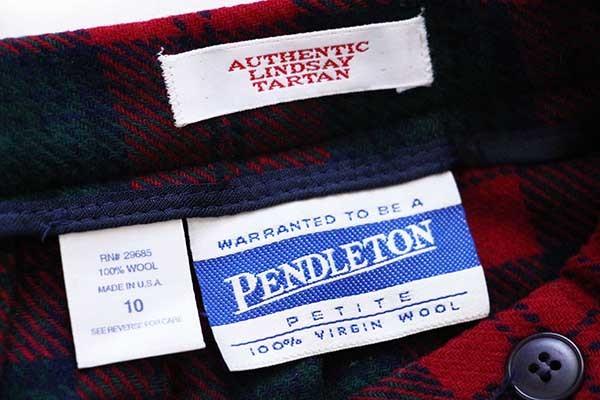 AUTHENTIC
LINDSAY
TARTAN
WARRANTED TO BE A
PENDLETON
PETITE
100% VIRGIN WOOL
RN# 29685
100% WOOL
MADE IN U.S.A.
10
SEE REVERSE FOR CARE